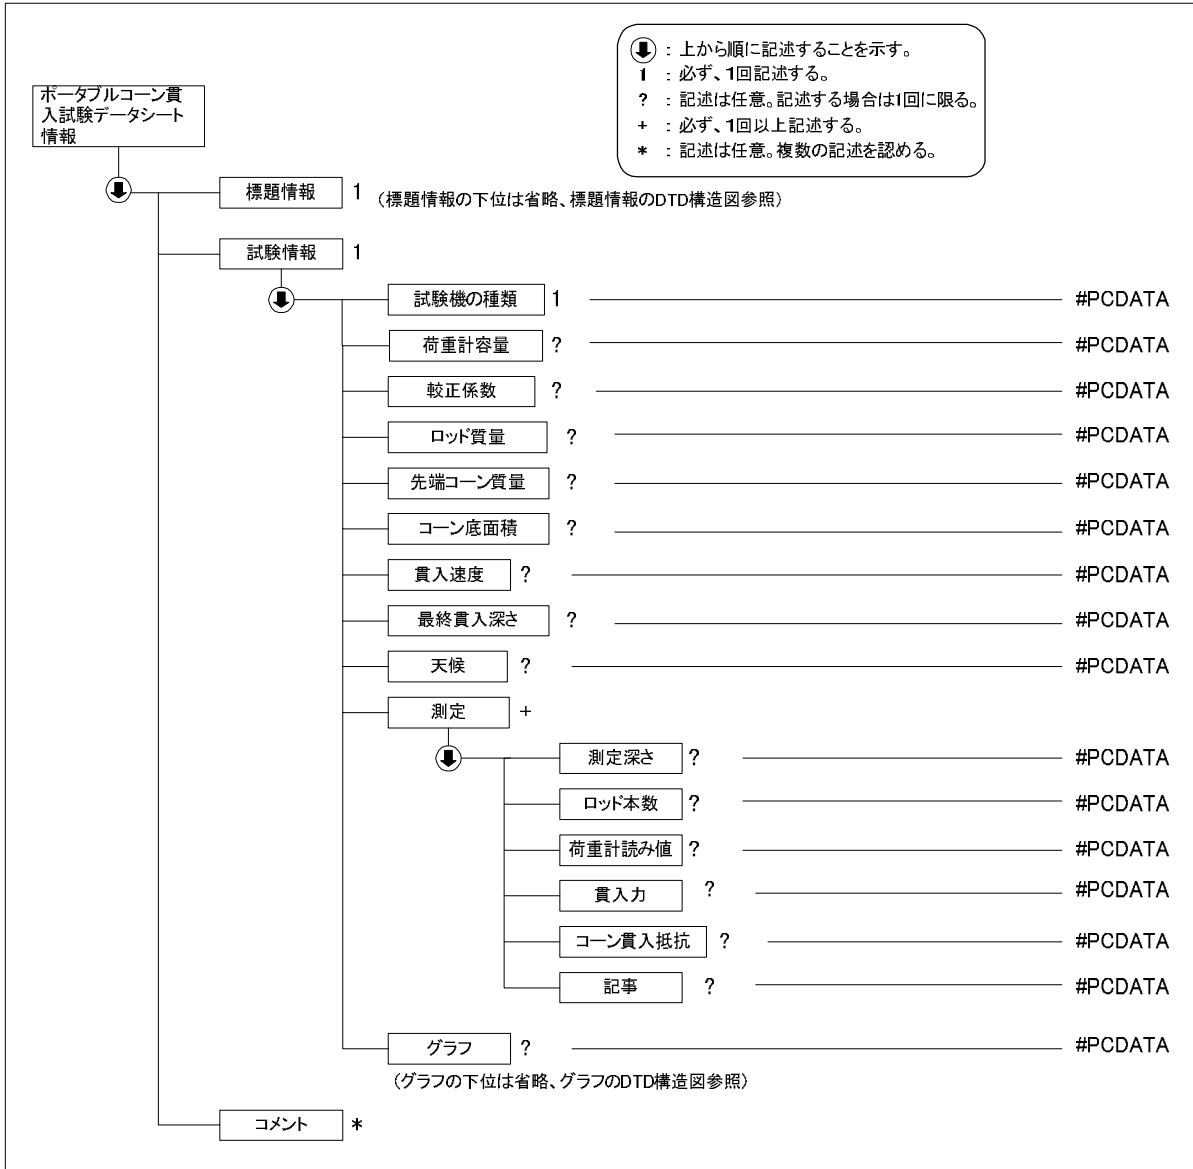 ⬇ : 上から順に記述することを示す。
1 : 必ず、1回記述する。
? : 記述は任意。記述する場合は1回に限る。
+ : 必ず、1回以上記述する。
* : 記述は任意。複数の記述を認める。
ポータブルコーン貫
入試験データシート
情報
標題情報 1 (標題情報の下位は省略、標題情報のDTD構造図参照)
試験情報 1
試験機の種類 1 #PCDATA
荷重計容量 ? #PCDATA
較正係数 ? #PCDATA
ロッド質量 ? #PCDATA
先端コーン質量 ? #PCDATA
コーン底面積 ? #PCDATA
貫入速度 ? #PCDATA
最終貫入深さ ? #PCDATA
天候 ? #PCDATA
測定 +
測定深さ ? #PCDATA
ロッド本数 ? #PCDATA
荷重計読み値 ? #PCDATA
貫入力 ? #PCDATA
コーン貫入抵抗 ? #PCDATA
記事 ? #PCDATA
グラフ ? #PCDATA
(グラフの下位は省略、グラフのDTD構造図参照)
コメント *